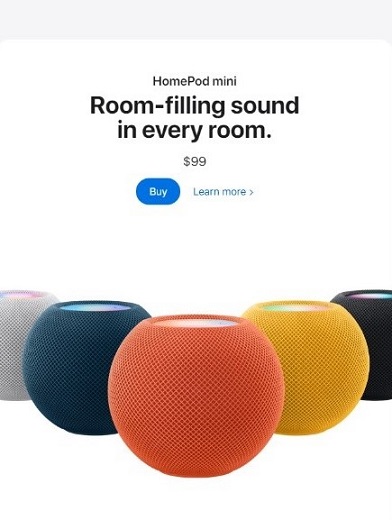 HomePod mini
Room-filling sound
in every room.
$99
Buy
Learn more >